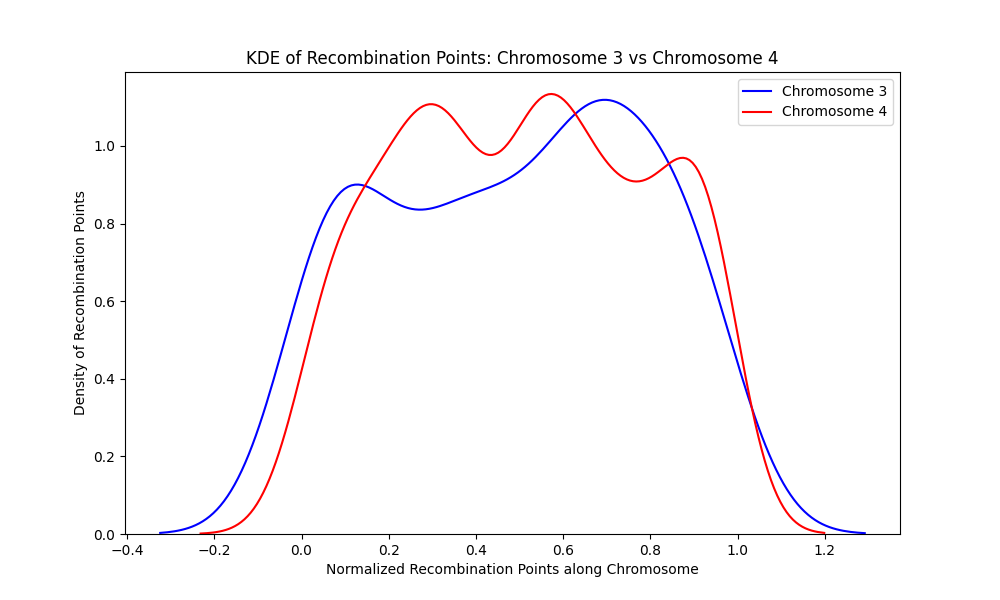 KDE of Recombination Points: Chromosome 3 vs Chromosome 4
Chromosome 3
Chromosome 4
Density of Recombination Points
1.0
0.8
0.6
0.4
0.2
0.0
−0.4 −0.2 0.0 0.2 0.4 0.6 0.8 1.0 1.2
Normalized Recombination Points along Chromosome